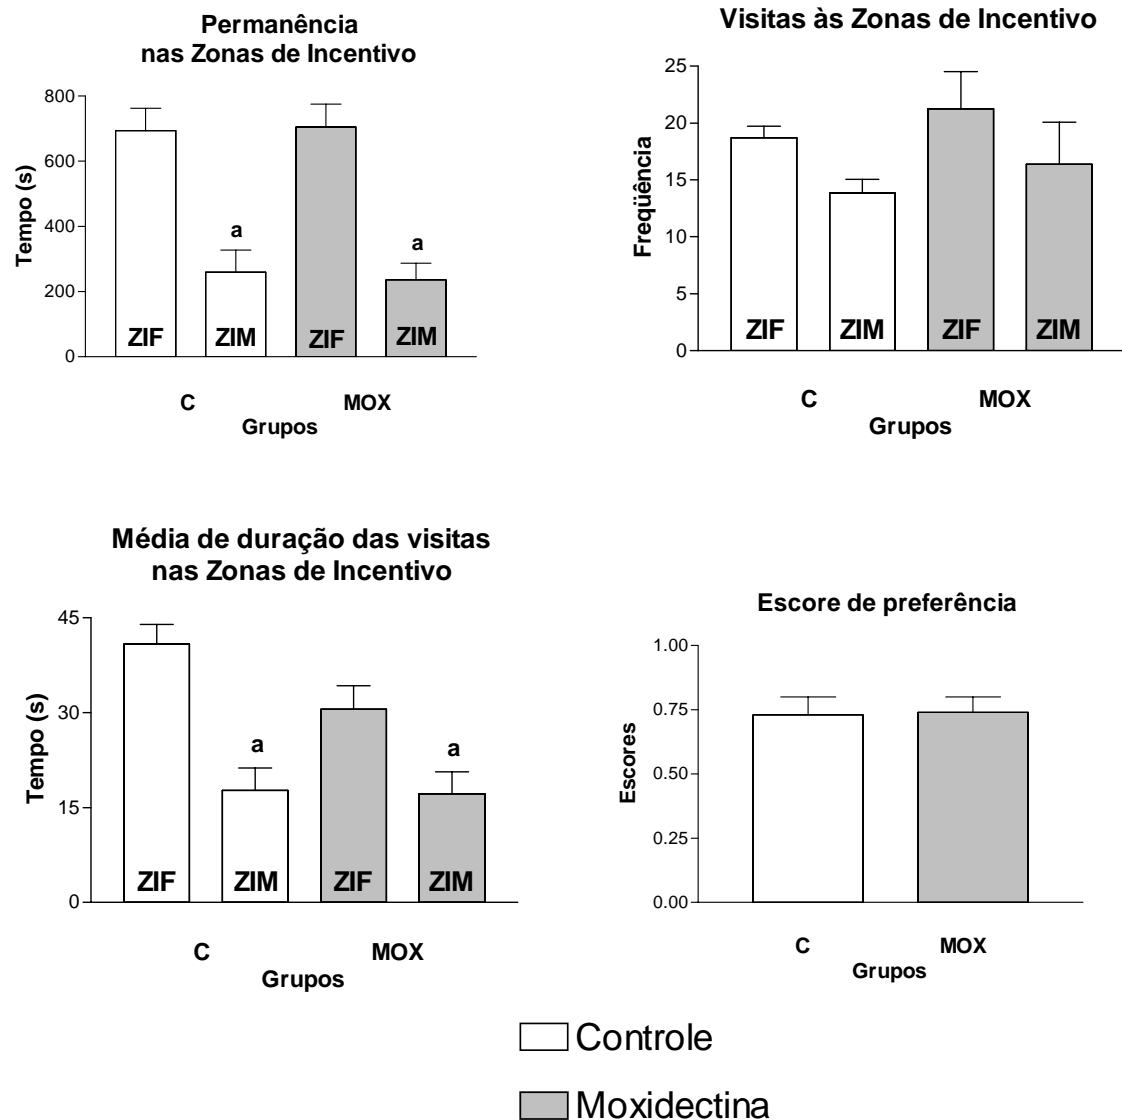 Permanência
nas Zonas de Incentivo
800
600
400
200
0
Tempo (s)
a
a
ZIF
ZIM
ZIF
ZIM
C
MOX
Grupos
Visitas às Zonas de Incentivo
25
20
15
10
5
0
Freqüência
ZIF
ZIM
ZIF
ZIM
C
MOX
Grupos
Média de duração das visitas
nas Zonas de Incentivo
45
30
15
0
Tempo (s)
a
a
ZIF
ZIM
ZIF
ZIM
C
MOX
Grupos
Escore de preferência
1.00
0.75
0.50
0.25
0.00
Escores
C
MOX
Grupos
Controle
Moxidectina